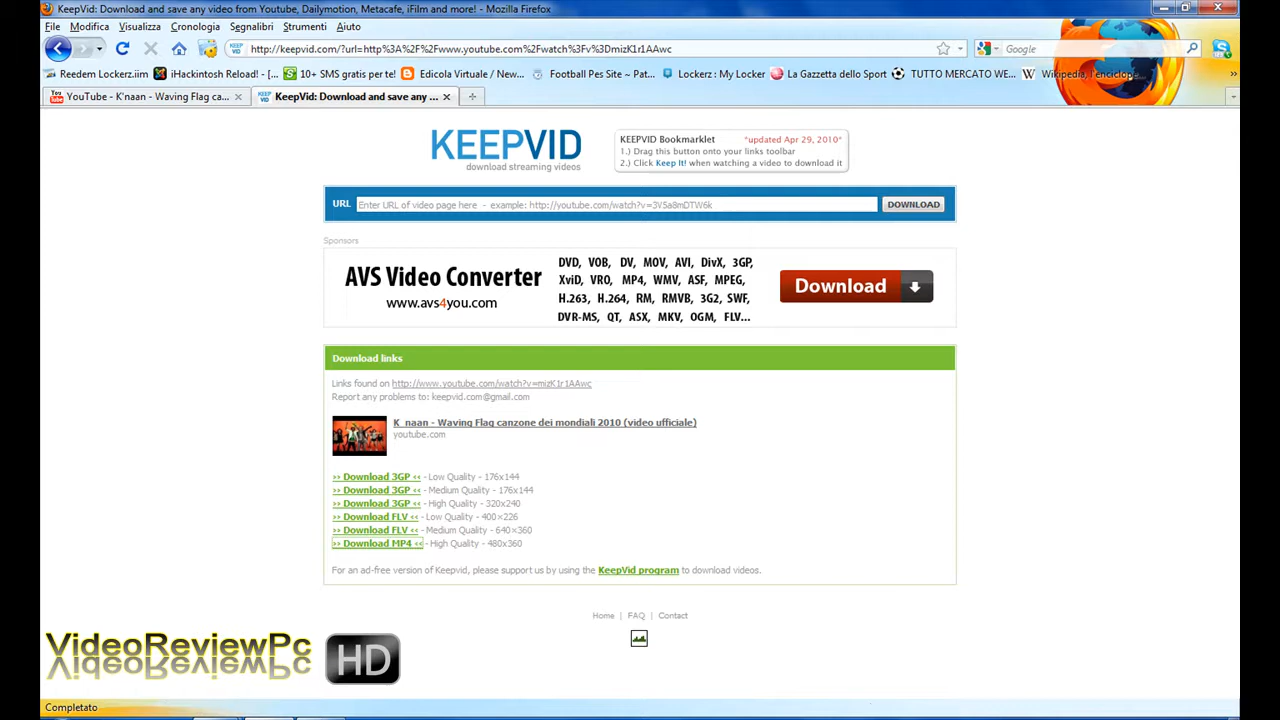 KeepVid: Download and save any video from Youtube, Dailymotion, Metacafe, iFilm and more! - Mozilla Firefox
File Modifica Visualizza Cronologia Segnalibri Strumenti Aiuto
http://keepvid.com/?url=http%3A%2F%2Fwww.youtube.com%2Fwatch%3Fv%3DmizK1r1AAwc
Google
Reedem Lockerz.iim iHackintosh Reload! - [... 10+ SMS gratis per te! Edicola Virtuale / New... Football Pes Site ~ Pat... Lockerz : My Locker La Gazzetta dello Sport TUTTO MERCATO WE... Wikipedia, l'enciclope... »
YouTube - K'naan - Waving Flag ca... KeepVid: Download and save any ...
KEEPVID
download streaming videos
KEEPVID Bookmarklet *updated Apr 29, 2010*
1.) Drag this button onto your links toolbar
2.) Click Keep It! when watching a video to download it
URL Enter URL of video page here - example: http://youtube.com/watch?v=3V5a8mDTW6k DOWNLOAD
Sponsors
AVS Video Converter
www.avs4you.com
DVD, VOB, DV, MOV, AVI, DivX, 3GP,
XviD, VRO, MP4, WMV, ASF, MPEG,
H.263, H.264, RM, RMVB, 3G2, SWF,
DVR-MS, QT, ASX, MKV, OGM, FLV...
Download
Download links
Links found on http://www.youtube.com/watch?v=mizK1r1AAwc
Report any problems to: keepvid.com@gmail.com
K_naan - Waving Flag canzone dei mondiali 2010 (video ufficiale)
youtube.com
>> Download 3GP << - Low Quality - 176x144
>> Download 3GP << - Medium Quality - 176x144
>> Download 3GP << - High Quality - 320x240
>> Download FLV << - Low Quality - 400×226
>> Download FLV << - Medium Quality - 640×360
>> Download MP4 << - High Quality - 480x360
For an ad-free version of Keepvid, please support us by using the KeepVid program to download videos.
Home | FAQ | Contact
VideoReviewPc HD
Completato